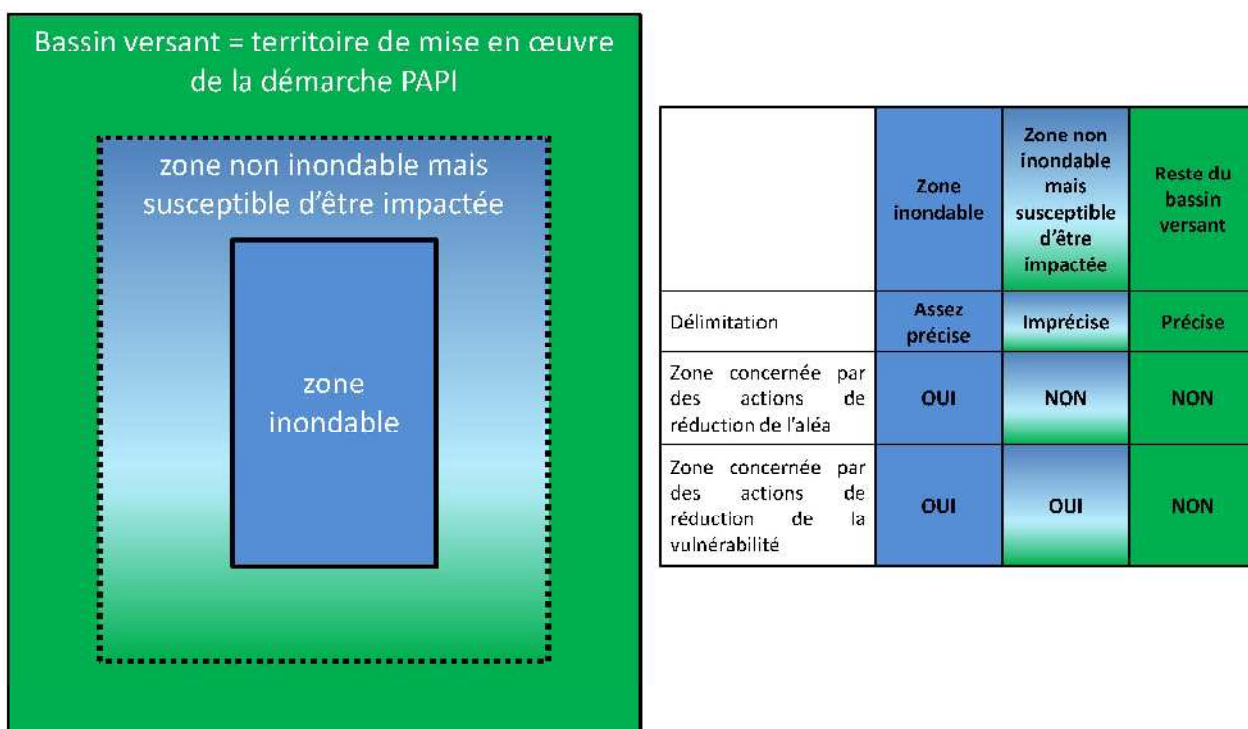 Bassin versant = territoire de mise en œuvre
de la démarche PAPI
zone non inondable mais
susceptible d'être impactée
zone
inondable
Zone
inondable
Zone non
inondable
mais
susceptible
d'être
impactée
Reste du
bassin
versant
Délimitation
Assez
précise
Imprécise
Précise
Zone concernée par
des actions de
réduction de l'aléa
OUI
NON
NON
Zone concernée par
des actions de
réduction de la
vulnérabilité
OUI
OUI
NON